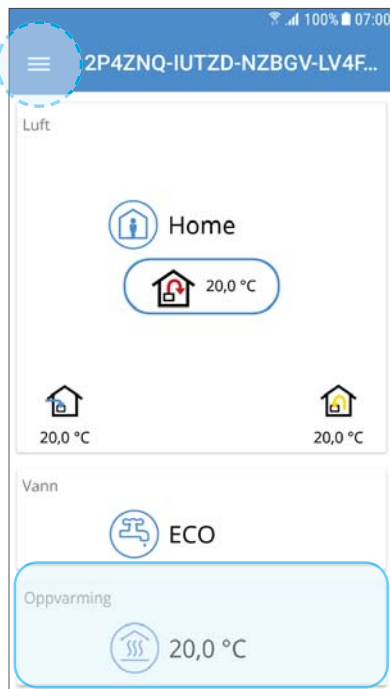 100% 07:00
2P4ZNQ-IUTZD-NZBGV-LV4F...
Luft
Home
20,0 °C
20,0 °C 20,0 °C
Vann
ECO
Oppvarming
20,0 °C